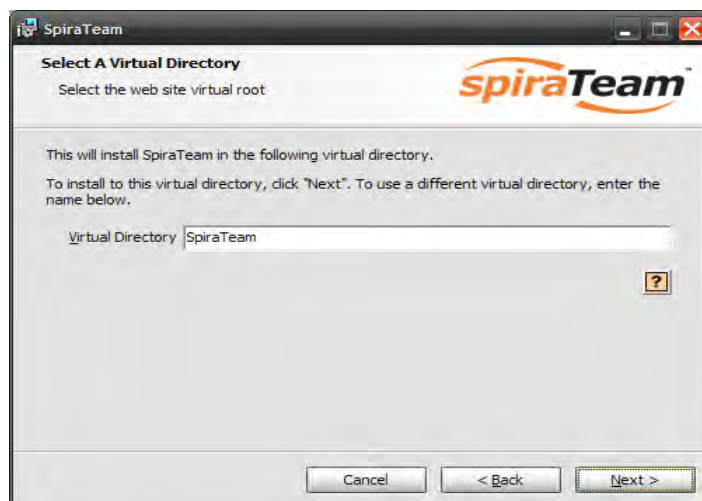 SpiraTeam
Select A Virtual Directory
Select the web site virtual root
spiraTeam™
This will install SpiraTeam in the following virtual directory.
To install to this virtual directory, click "Next". To use a different virtual directory, enter the
name below.
Virtual Directory SpiraTeam
?
Cancel < Back Next >